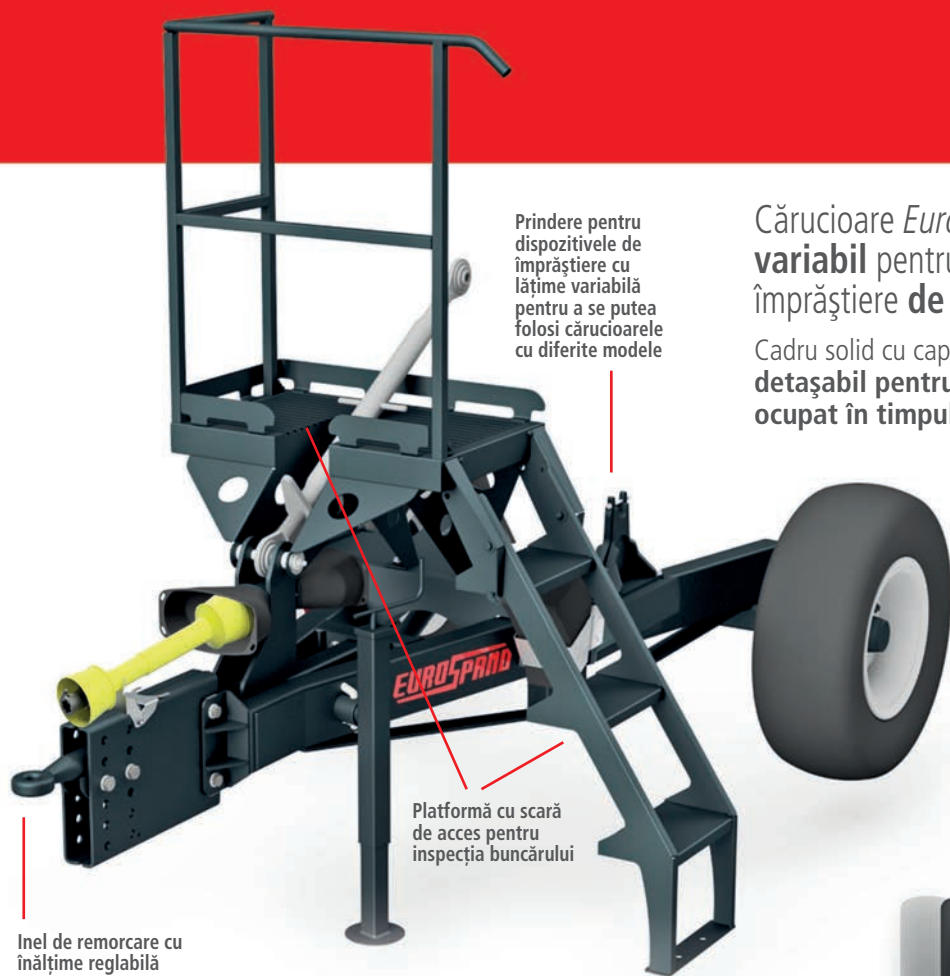 Prindere pentru
dispozitivele de
împrăştiere cu
lăţime variabilă
pentru a se putea
folosi cărucioarele
cu diferite modele
Cărucioare
variabil pentru
împrăştiere de
Cadru solid cu
detaşabil pentru
ocupat în timpul
EUROSPAND
Platformă cu scară
de acces pentru
inspecţia buncărului
Inel de remorcare cu
înălţime reglabilă